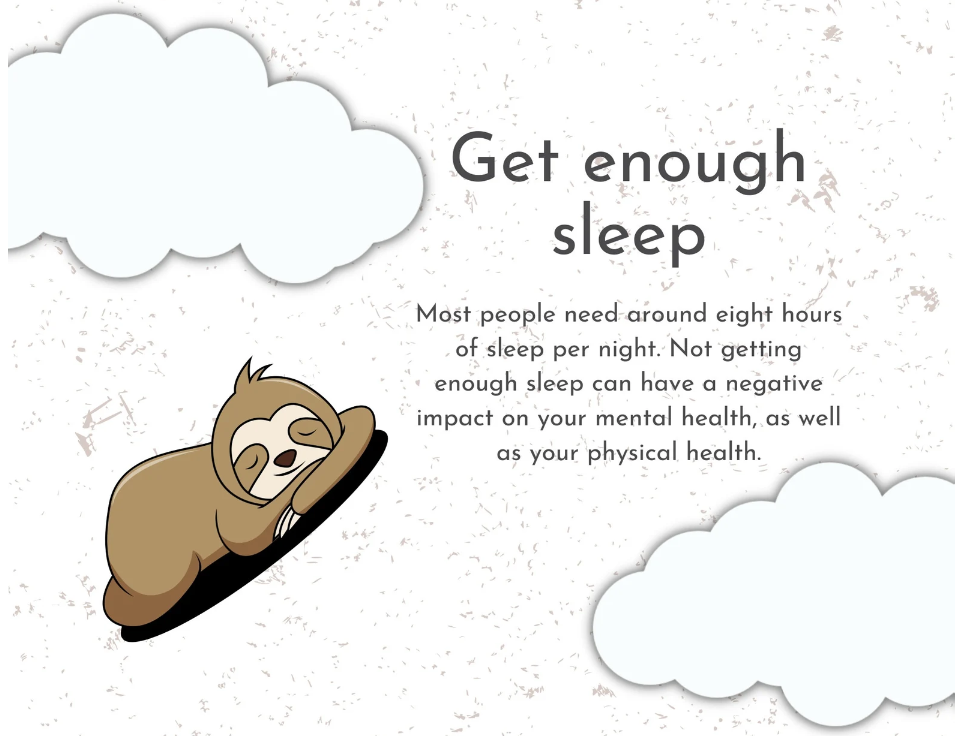 Get enough
sleep
Most people need around eight hours
of sleep per night. Not getting
enough sleep can have a negative
impact on your mental health, as well
as your physical health.